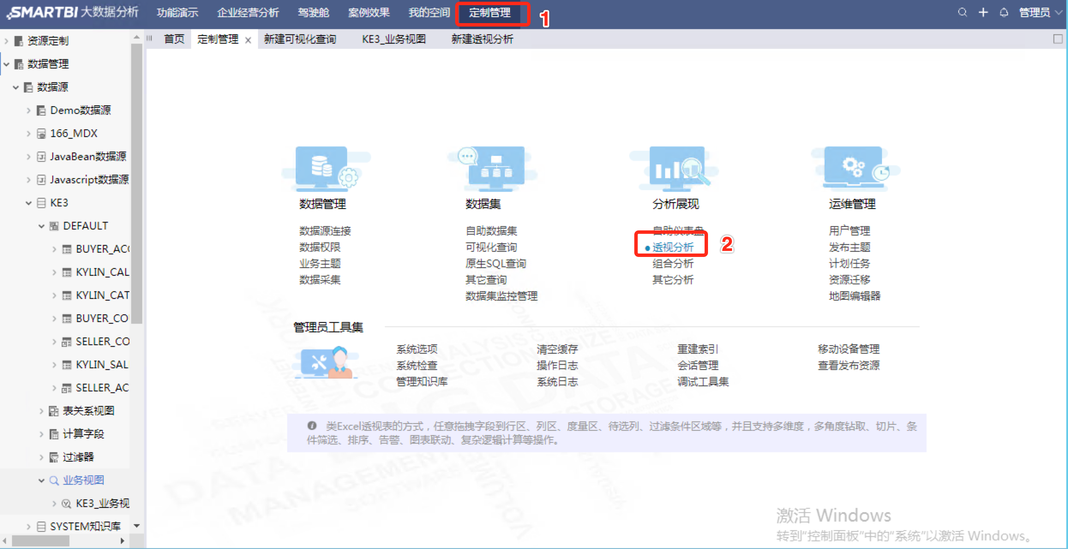 SMARTBI 大数据分析 功能演示 企业经营分析 驾驶舱 案例效果 我的空间 定制管理 1 管理员
首页 定制管理 × 新建可视化查询 KE3_业务视图 新建透视分析
资源定制
数据管理
数据源
Demo数据源
166_MDX
JavaBean数据源
Javascript数据源
KE3
DEFAULT
BUYER_ACC
KYLIN_CAL
KYLIN_CAT
BUYER_CO
SELLER_CO
KYLIN_SAL
SELLER_AC
表关系视图
计算字段
过滤器
业务视图
KE3_业务视
SYSTEM知识库
数据管理
数据源连接
数据权限
业务主题
数据采集
数据集
自助数据集
可视化查询
原生SQL查询
其它查询
数据集监控管理
分析展现
自助仪表盘
透视分析 2
组合分析
其它分析
运维管理
用户管理
发布主题
计划任务
资源迁移
地图编辑器
管理员工具集
系统选项 清空缓存 重建索引 移动设备管理
系统检查 操作日志 会话管理 查看发布资源
管理知识库 系统日志 调试工具集
类Excel透视表的方式，任意拖拽字段到行区、列区、度量区、待选列、过滤条件区域等，并且支持多维度，多角度钻取、切片、条
件筛选、排序、告警、图表联动、复杂逻辑计算等操作。
DATA
BIG DATA
MANAGEMENT
STORAGE
VOLUME
激活 Windows
转到"控制面板"中的"系统"以激活 Windows。